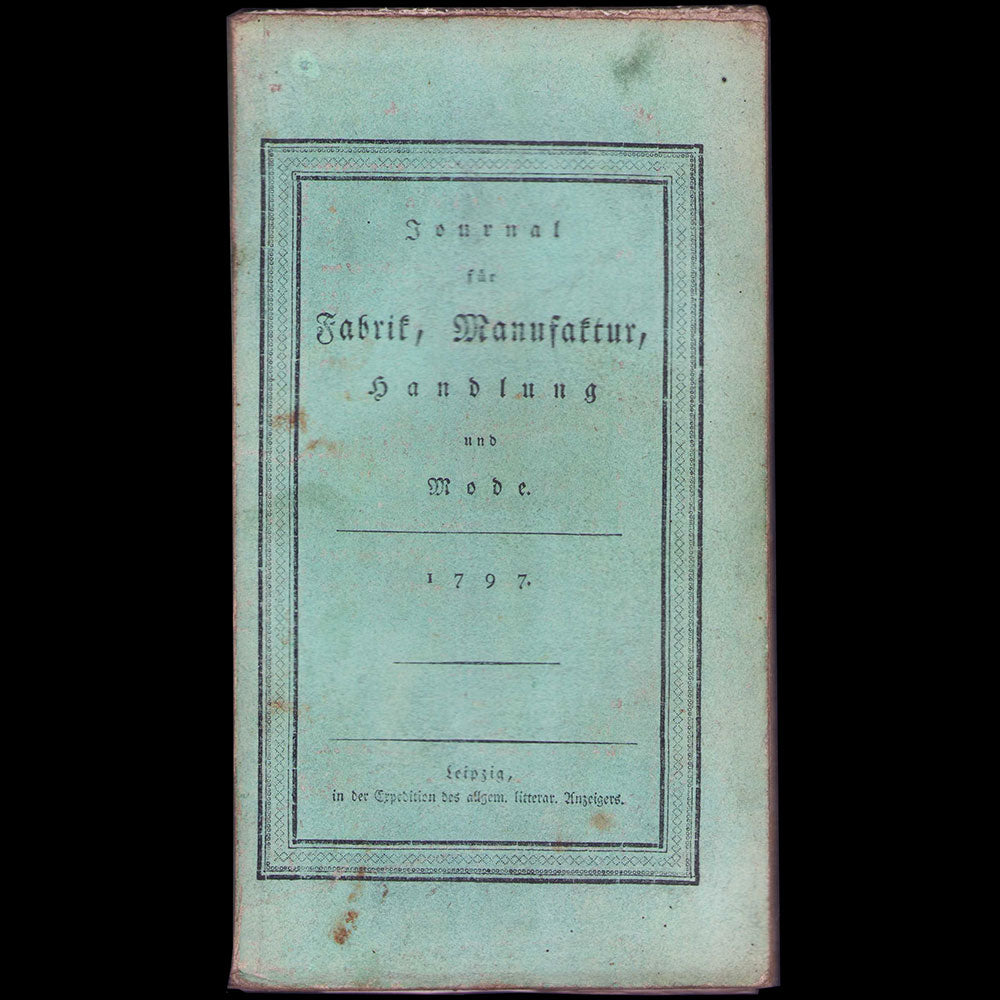 Journal
für
Fabrik, Manufaktur,
Handlung
und
Mode.
1797.
Leipzig,
in der Expedition des allgem. litterar. Anzeigers.